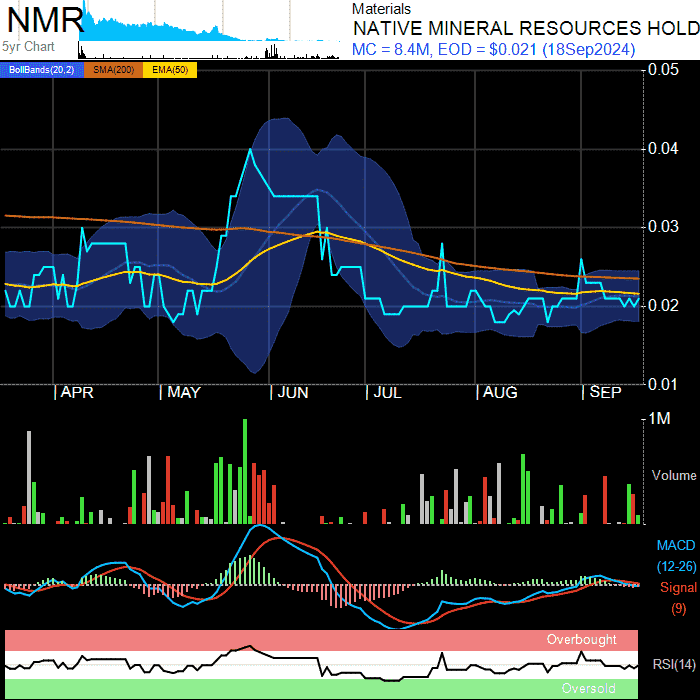 NMR
5yr Chart
Materials
NATIVE MINERAL RESOURCES HOLD
MC = 8.4M, EOD = $0.021 (18Sep2024)
BollBands(20,2) SMA(200) EMA(50)
0.05
0.04
0.03
0.02
0.01
APR MAY JUN JUL AUG SEP
1M
Volume
MACD
(12-26)
Signal
(9)
Overbought
RSI(14)
Oversold